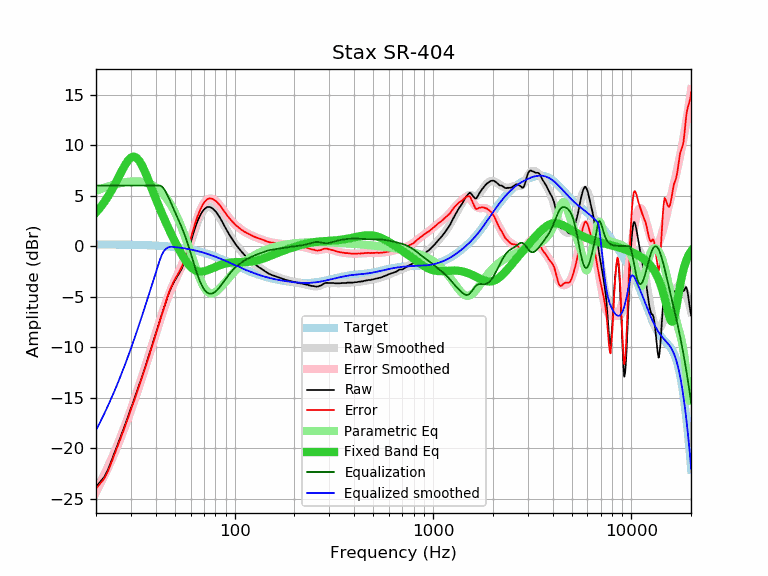 Stax SR-404
Amplitude (dBr)
15
10
5
0
−5
−10
−15
−20
−25
Target
Raw Smoothed
Error Smoothed
Raw
Error
Parametric Eq
Fixed Band Eq
Equalization
Equalized smoothed
100
1000
10000
Frequency (Hz)